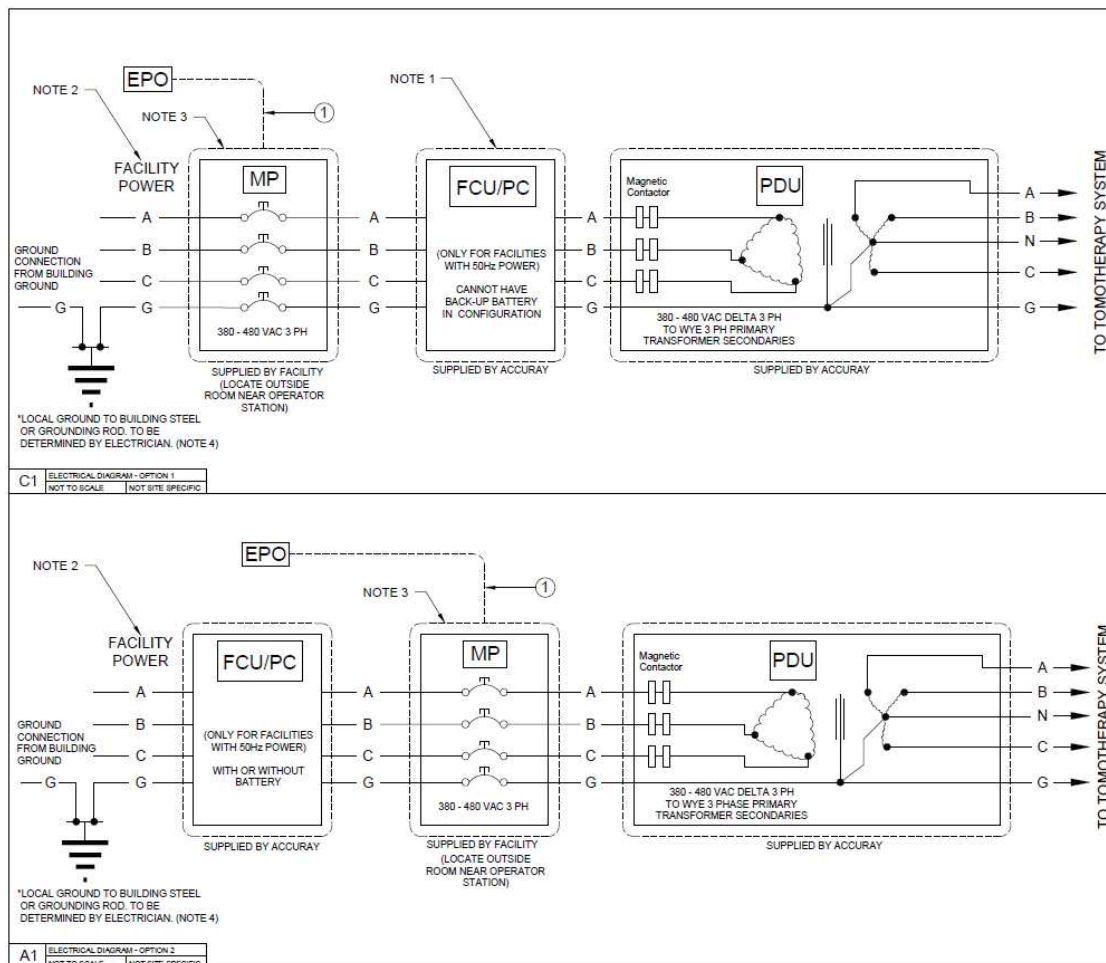 EPO
NOTE 1
NOTE 2
1
NOTE 3
FACILITY
POWER
MP
FCU/PC
Magnetic
Contactor
PDU
A
A
A
A
B
B
B
B
N
GROUND
CONNECTION
FROM BUILDING
GROUND
(ONLY FOR FACILITIES
WITH 50Hz POWER)
C
C
C
C
CANNOT HAVE
BACK-UP BATTERY
IN CONFIGURATION
G
G
G
G
G
380 - 480 VAC 3 PH
380 - 480 VAC DELTA 3 PH
TO WYE 3 PH PRIMARY
TRANSFORMER SECONDARIES
TO TOMOTHERAPY SYSTEM
SUPPLIED BY FACILITY
(LOCATE OUTSIDE
ROOM NEAR OPERATOR
STATION)
SUPPLIED BY ACCURAY
SUPPLIED BY ACCURAY
*LOCAL GROUND TO BUILDING STEEL
OR GROUNDING ROD. TO BE
DETERMINED BY ELECTRICIAN. (NOTE 4)
C1
ELECTRICAL DIAGRAM - OPTION 1
NOT TO SCALE
NOT SITE SPECIFIC
EPO
NOTE 2
NOTE 3
1
FACILITY
POWER
FCU/PC
MP
Magnetic
Contactor
PDU
A
A
A
A
B
B
B
B
N
GROUND
CONNECTION
FROM BUILDING
GROUND
(ONLY FOR FACILITIES
WITH 50Hz POWER)
C
C
C
C
WITH OR WITHOUT
BATTERY
G
G
G
G
G
380 - 480 VAC 3 PH
380 - 480 VAC DELTA 3 PH
TO WYE 3 PHASE PRIMARY
TRANSFORMER SECONDARIES
TO TOMOTHERAPY SYSTEM
SUPPLIED BY ACCURAY
SUPPLIED BY FACILITY
(LOCATE OUTSIDE
ROOM NEAR OPERATOR
STATION)
SUPPLIED BY ACCURAY
*LOCAL GROUND TO BUILDING STEEL
OR GROUNDING ROD. TO BE
DETERMINED BY ELECTRICIAN. (NOTE 4)
A1
ELECTRICAL DIAGRAM - OPTION 2
NOT TO SCALE
NOT SITE SPECIFIC